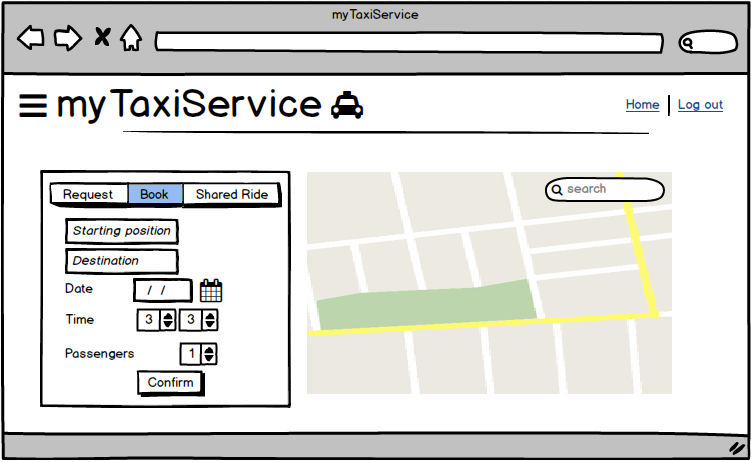 myTaxiService
myTaxiService
Home Log out
Request Book Shared Ride
search
Starting position
Destination
Date / /
Time 3 3
Passengers 1
Confirm